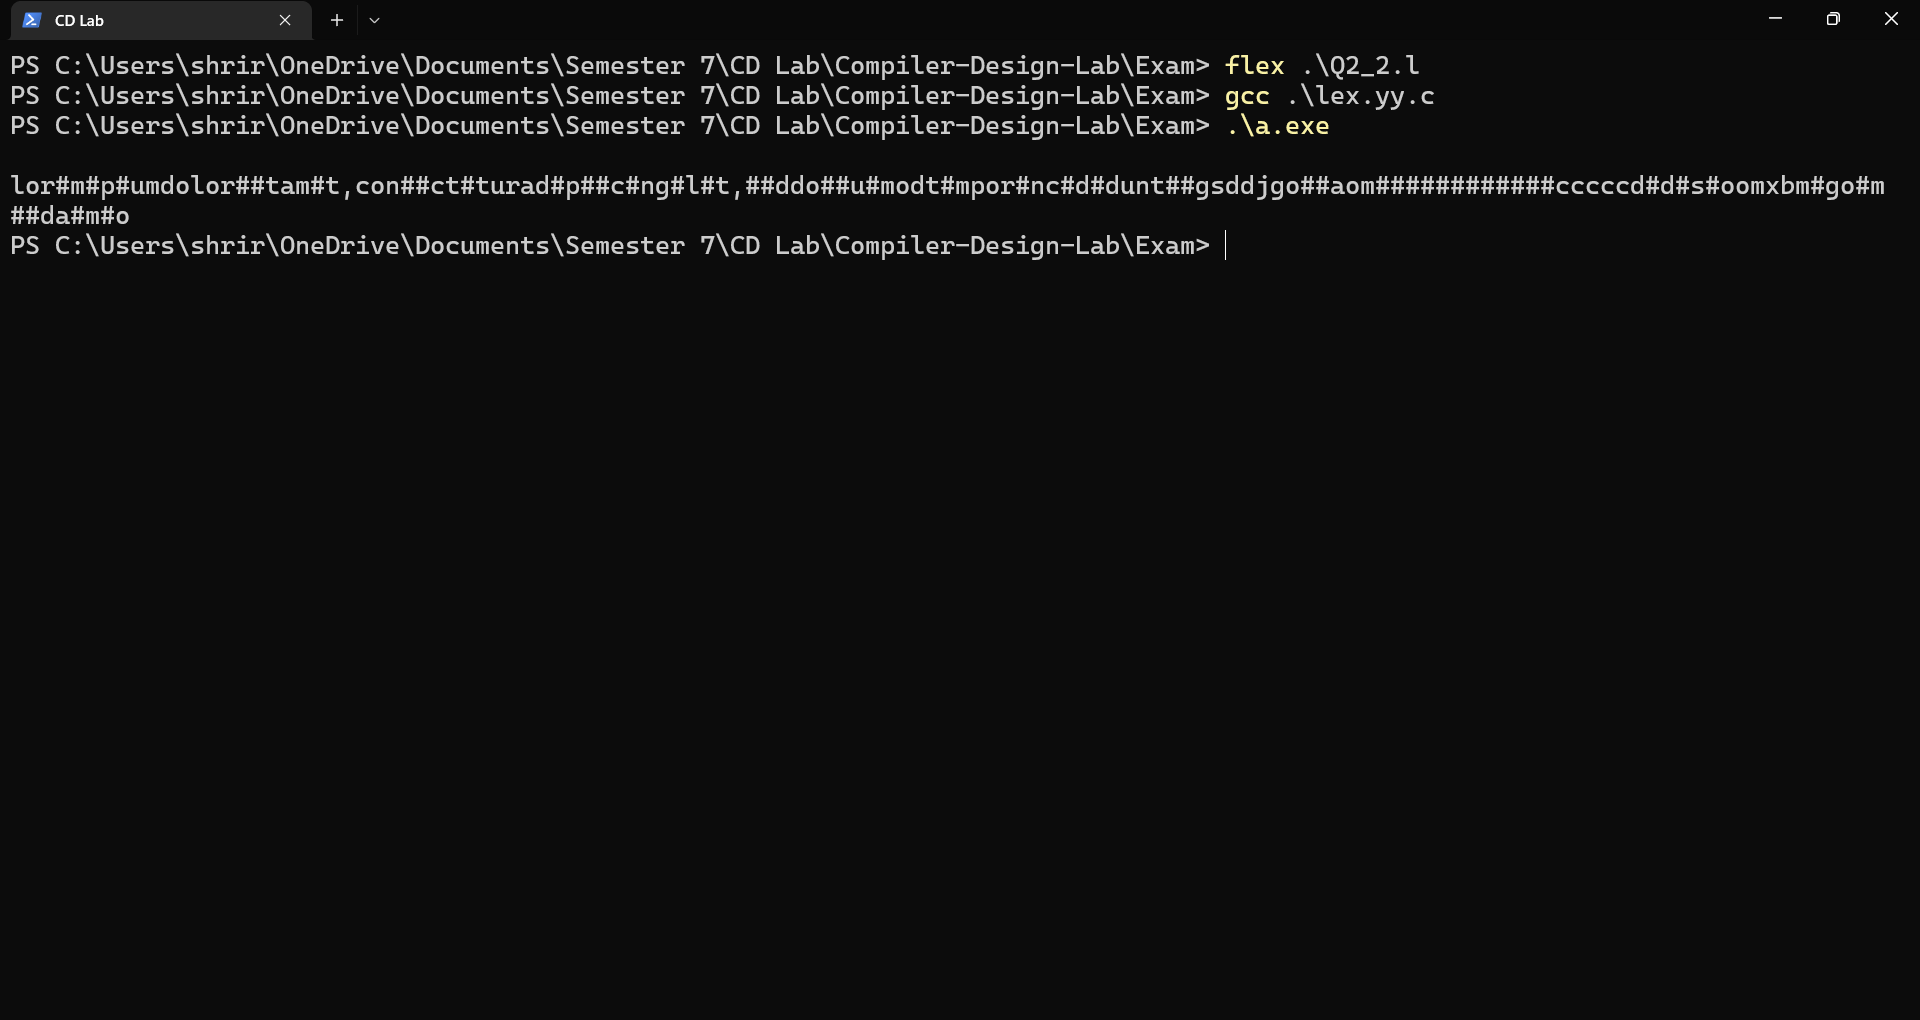 CD Lab
PS C:\Users\shrir\OneDrive\Documents\Semester 7\CD Lab\Compiler-Design-Lab\Exam> flex .\Q2_2.l
PS C:\Users\shrir\OneDrive\Documents\Semester 7\CD Lab\Compiler-Design-Lab\Exam> gcc .\lex.yy.c
PS C:\Users\shrir\OneDrive\Documents\Semester 7\CD Lab\Compiler-Design-Lab\Exam> .\a.exe
lor#m#p#umdolor##tam#t,con##ct#turad#p##c#ng#l#t,##ddo##u#modt#mpor#nc#d#dunt##gsddjgo##aom############cccccd#d#s#oomxbm#go#m
##da#m#o
PS C:\Users\shrir\OneDrive\Documents\Semester 7\CD Lab\Compiler-Design-Lab\Exam>